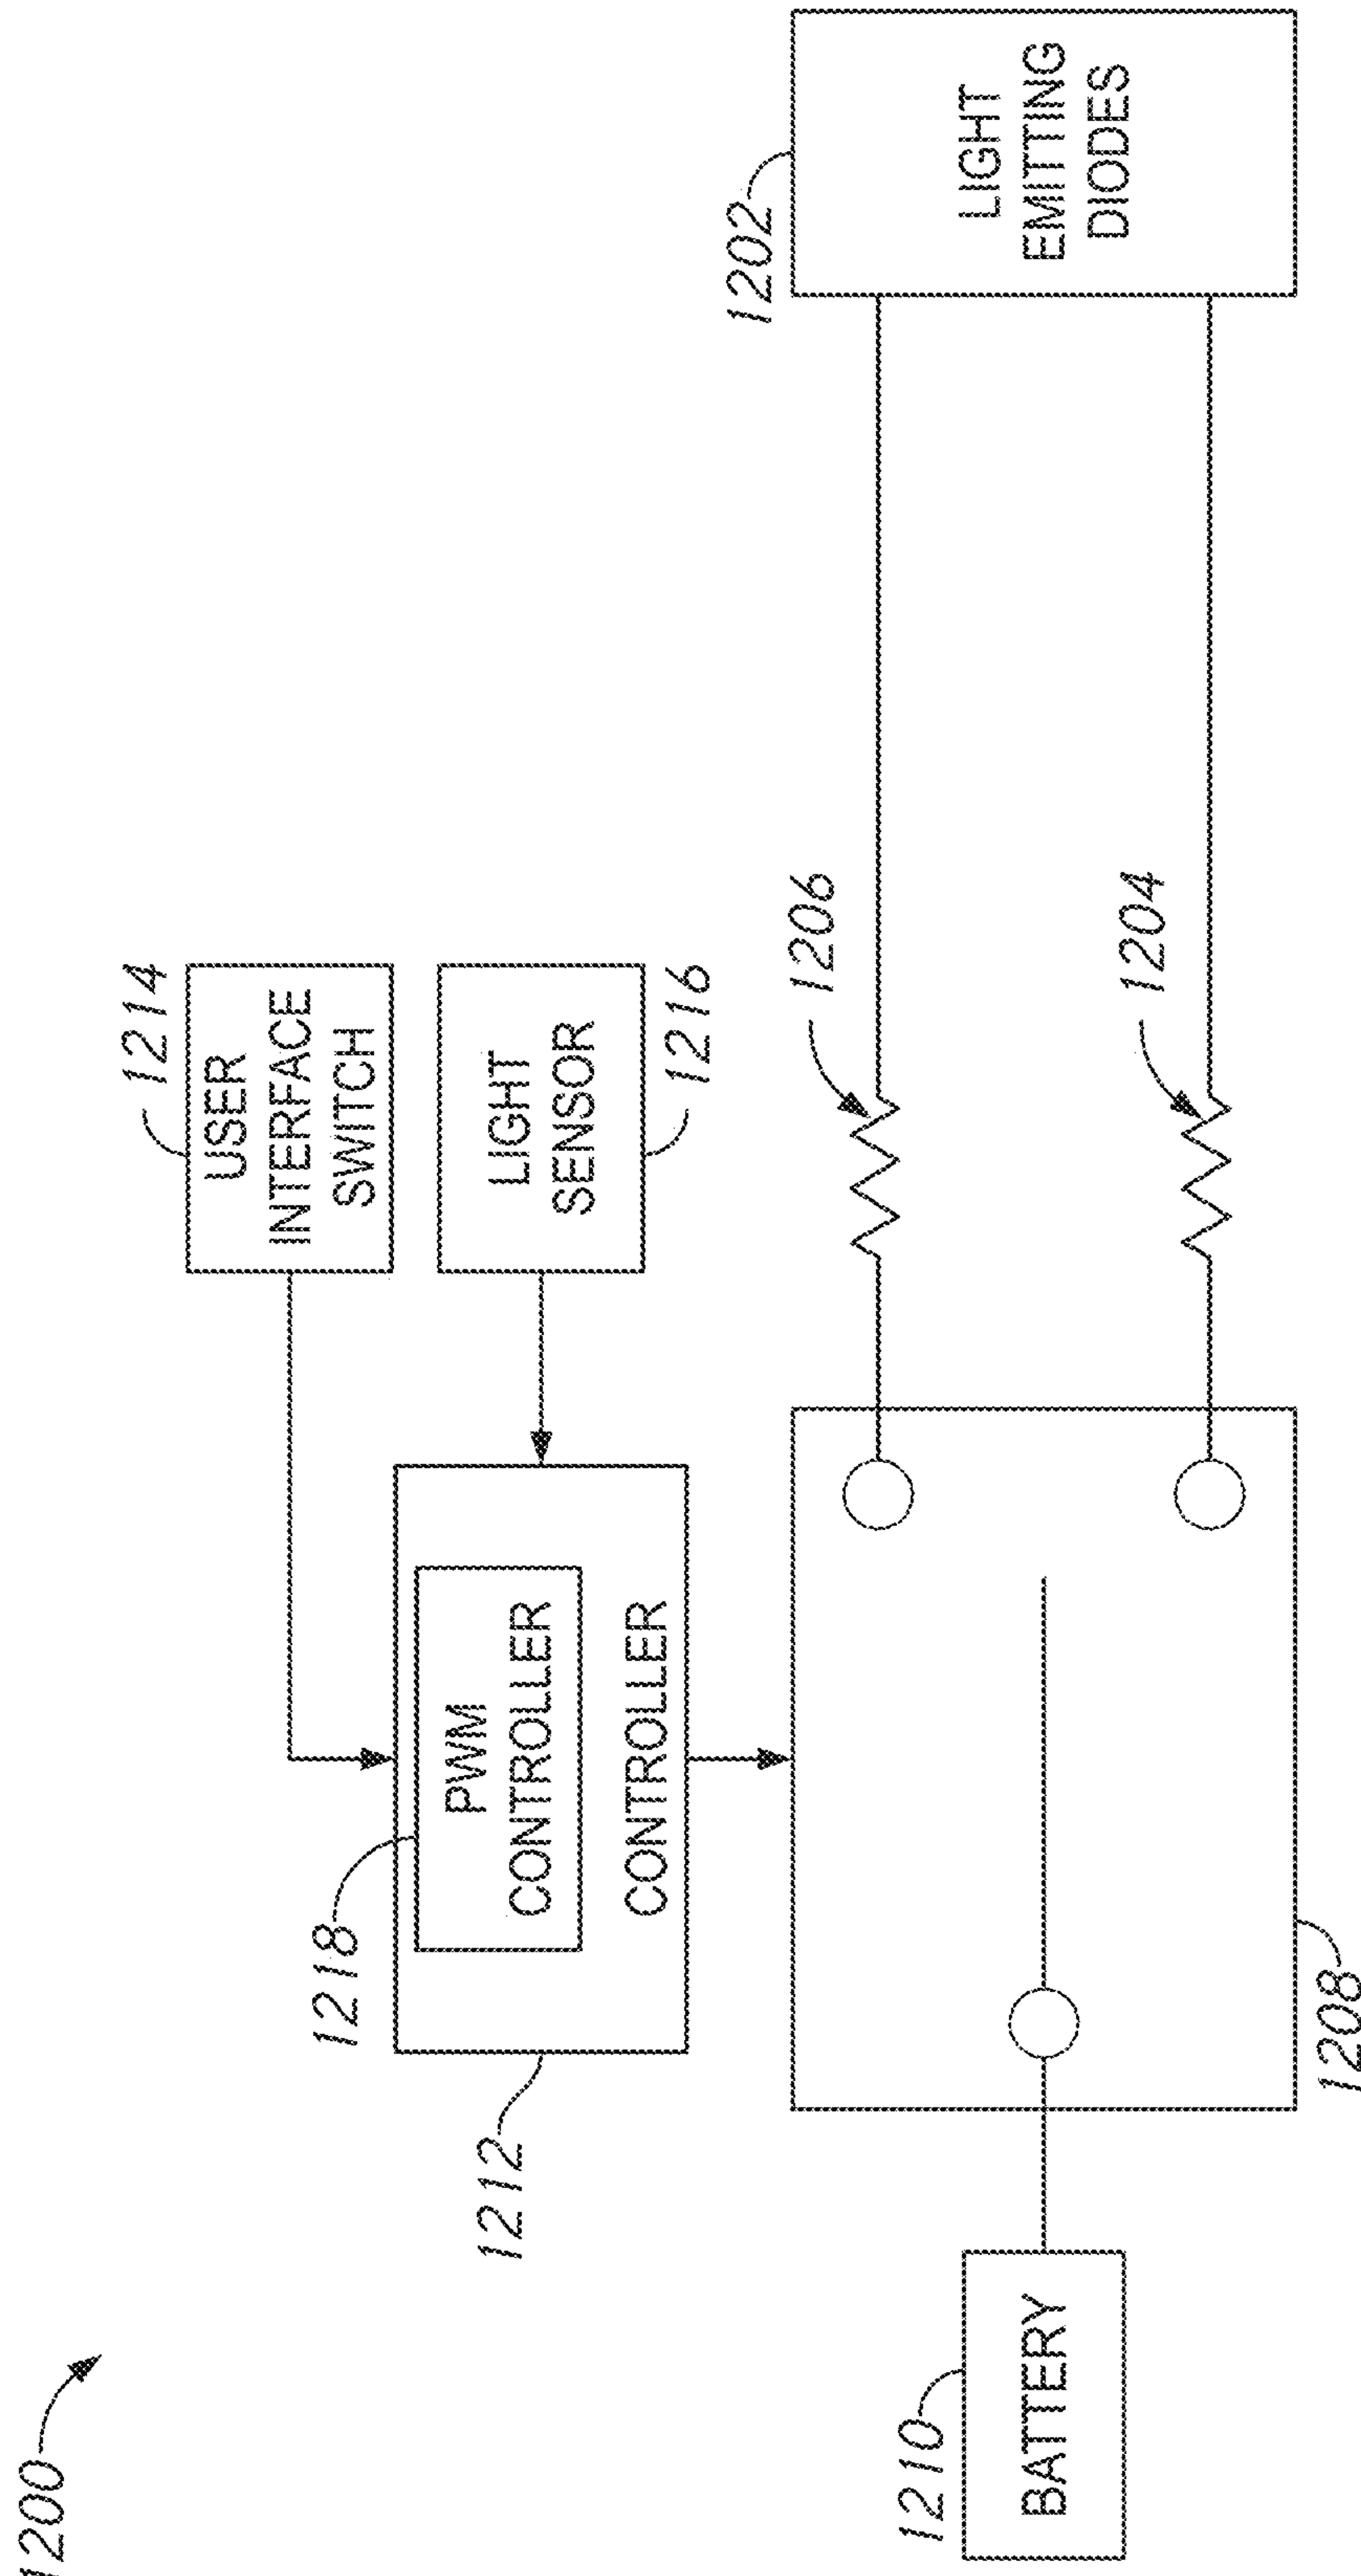 1200
1214
USER
INTERFACE
SWITCH
LIGHT
SENSOR
1216
1218
PWM
CONTROLLER
CONTROLLER
1212
1202
LIGHT
EMITTING
DIODES
1206
1204
1210
BATTERY
1208